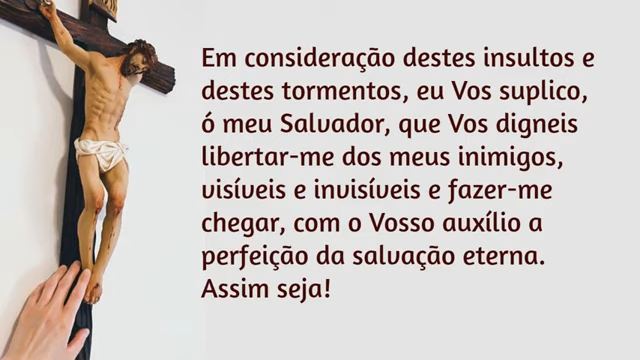 Em consideração destes insultos e
destes tormentos, eu Vos suplico,
ó meu Salvador, que Vos digneis
libertar-me dos meus inimigos,
visíveis e invisíveis e fazer-me
chegar, com o Vosso auxílio a
perfeição da salvação eterna.
Assim seja!